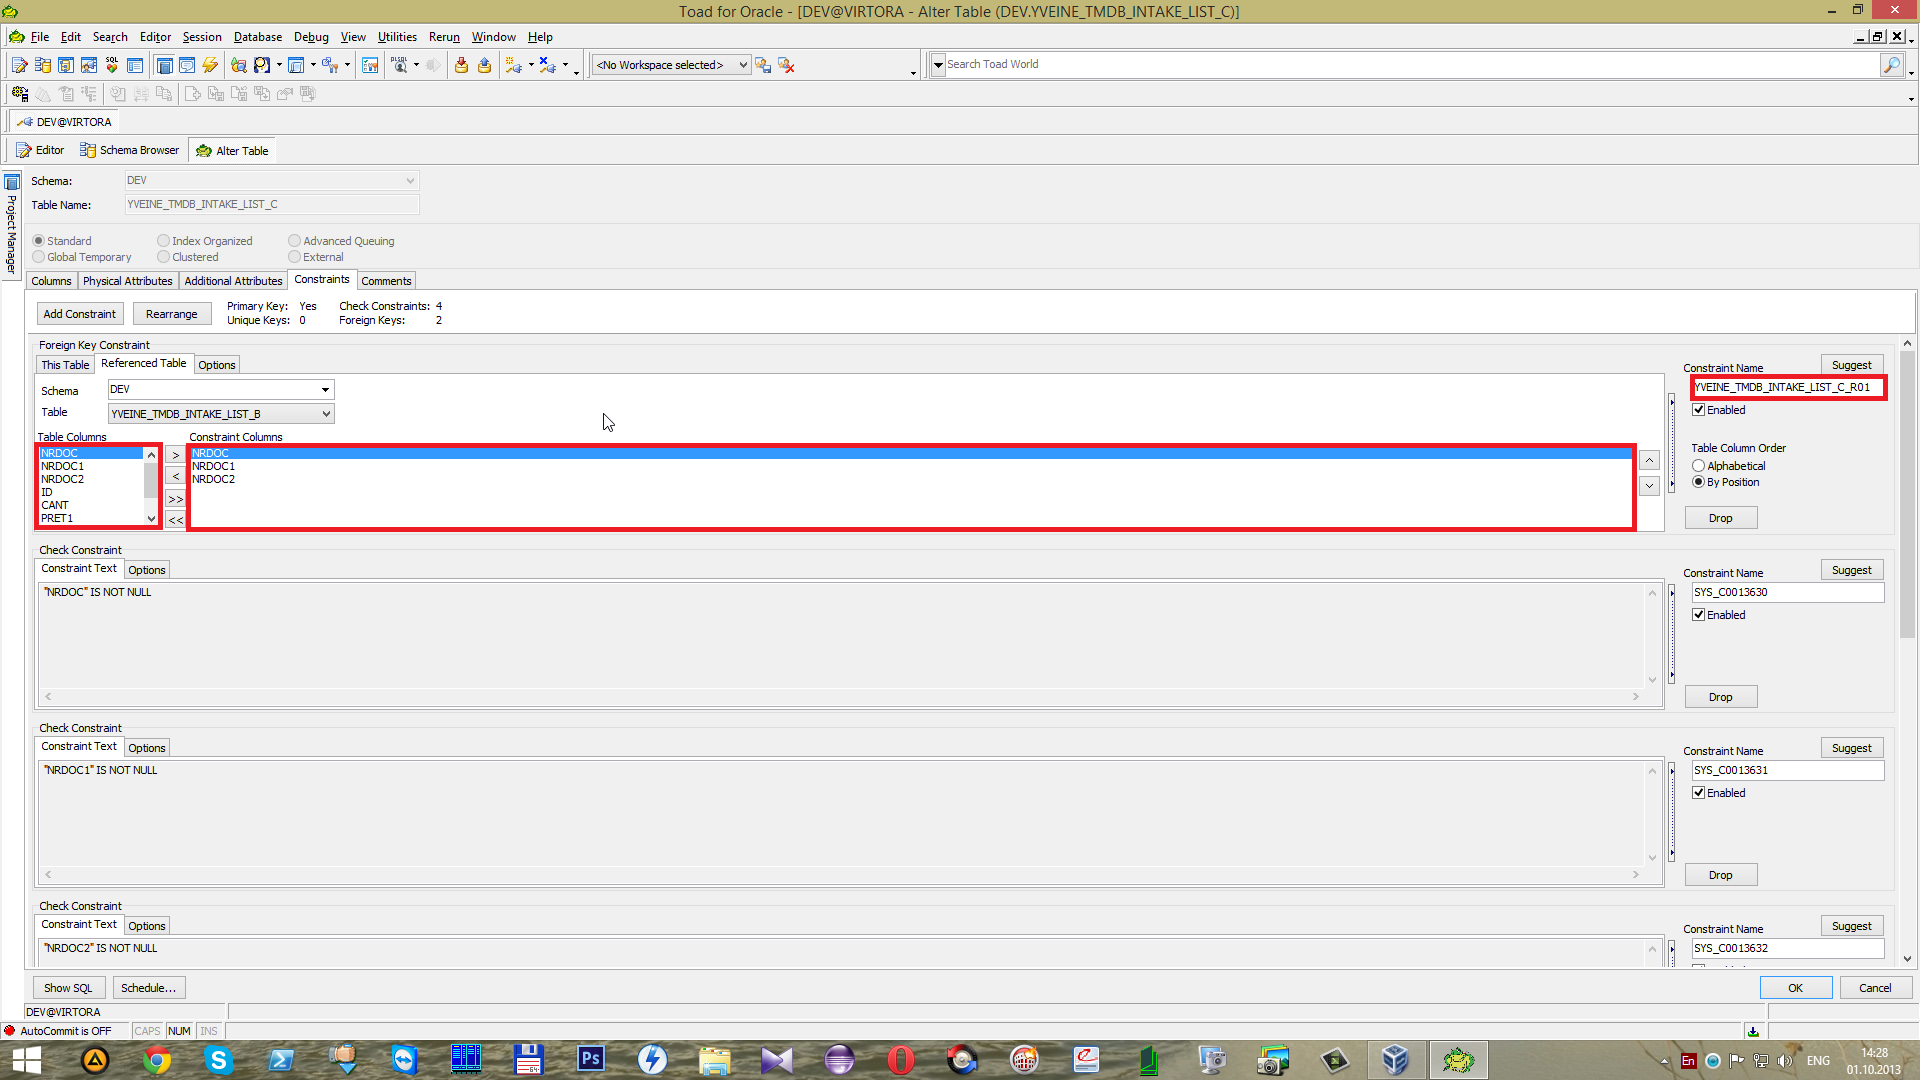 Toad for Oracle - [DEV@VIRTORA - Alter Table (DEV.YVEINE_TMDB_INTAKE_LIST_C)]
File Edit Search Editor Session Database Debug View Utilities Rerun Window Help
<No Workspace selected> Search Toad World
DEV@VIRTORA
Editor Schema Browser Alter Table
Project Manager
Schema: DEV
Table Name: YVEINE_TMDB_INTAKE_LIST_C
Standard Index Organized Advanced Queuing
Global Temporary Clustered External
Columns Physical Attributes Additional Attributes Constraints Comments
Add Constraint Rearrange Primary Key: Yes Check Constraints: 4
Unique Keys: 0 Foreign Keys: 2
Foreign Key Constraint
This Table Referenced Table Options
Constraint Name Suggest
Schema DEV
YVEINE_TMDB_INTAKE_LIST_C_R01
Table YVEINE_TMDB_INTAKE_LIST_B
Enabled
Table Columns Constraint Columns
NRDOC > NRDOC
NRDOC1 NRDOC1
NRDOC2 < NRDOC2
ID
CANT >>
PRET1 <<
Table Column Order
Alphabetical
By Position
Drop
Check Constraint
Constraint Text Options
Constraint Name Suggest
"NRDOC" IS NOT NULL
SYS_C0013630
Enabled
Drop
Check Constraint
Constraint Text Options
Constraint Name Suggest
"NRDOC1" IS NOT NULL
SYS_C0013631
Enabled
Drop
Check Constraint
Constraint Text Options
Constraint Name Suggest
"NRDOC2" IS NOT NULL
SYS_C0013632
Show SQL Schedule... OK Cancel
DEV@VIRTORA
AutoCommit is OFF CAPS NUM INS
Ps En ENG 14:28
01.10.2013